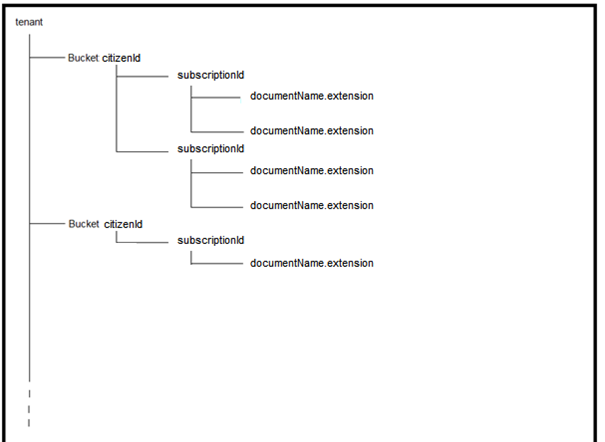 tenant
Bucket citizenId
subscriptionId
documentName.extension
documentName.extension
subscriptionId
documentName.extension
documentName.extension
Bucket citizenId
subscriptionId
documentName.extension